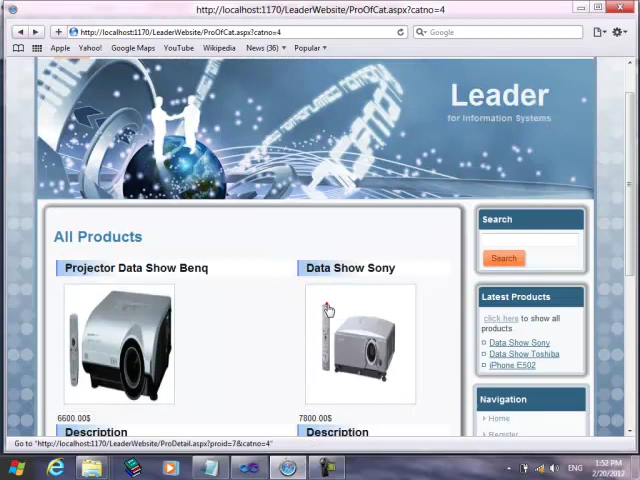 http://localhost:1170/LeaderWebsite/ProOfCat.aspx?catno=4
http://localhost:1170/LeaderWebsite/ProOfCat.aspx?catno=4
Google
Apple Yahoo! Google Maps YouTube Wikipedia News (36) Popular
Leader
for Information Systems
All Products
Projector Data Show Benq
Data Show Sony
6600.00$
7800.00$
Description
Description
Search
Search
Latest Products
click here to show all
products
Data Show Sony
Data Show Toshiba
iPhone E502
Navigation
Home
Register
Go to "http://localhost:1170/LeaderWebsite/ProDetail.aspx?proid=7&catno=4"
ENG
1:52 PM
2/20/2012